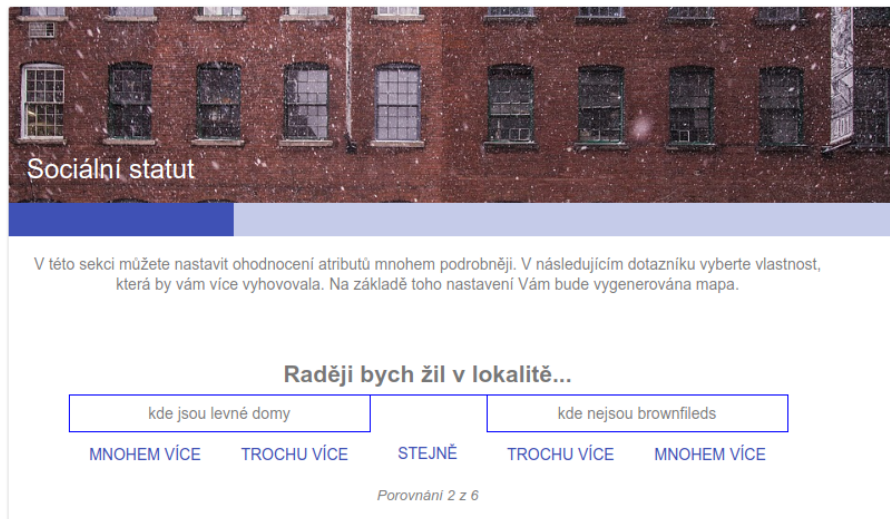 Sociální statut
V této sekci můžete nastavit ohodnocení atributů mnohem podrobněji. V následujícím dotazníku vyberte vlastnost,
která by vám více vyhovovala. Na základě toho nastavení Vám bude vygenerována mapa.
Raději bych žil v lokalitě...
kde jsou levné domy
kde nejsou brownfileds
MNOHEM VÍCE TROCHU VÍCE STEJNĚ TROCHU VÍCE MNOHEM VÍCE
Porovnání 2 z 6